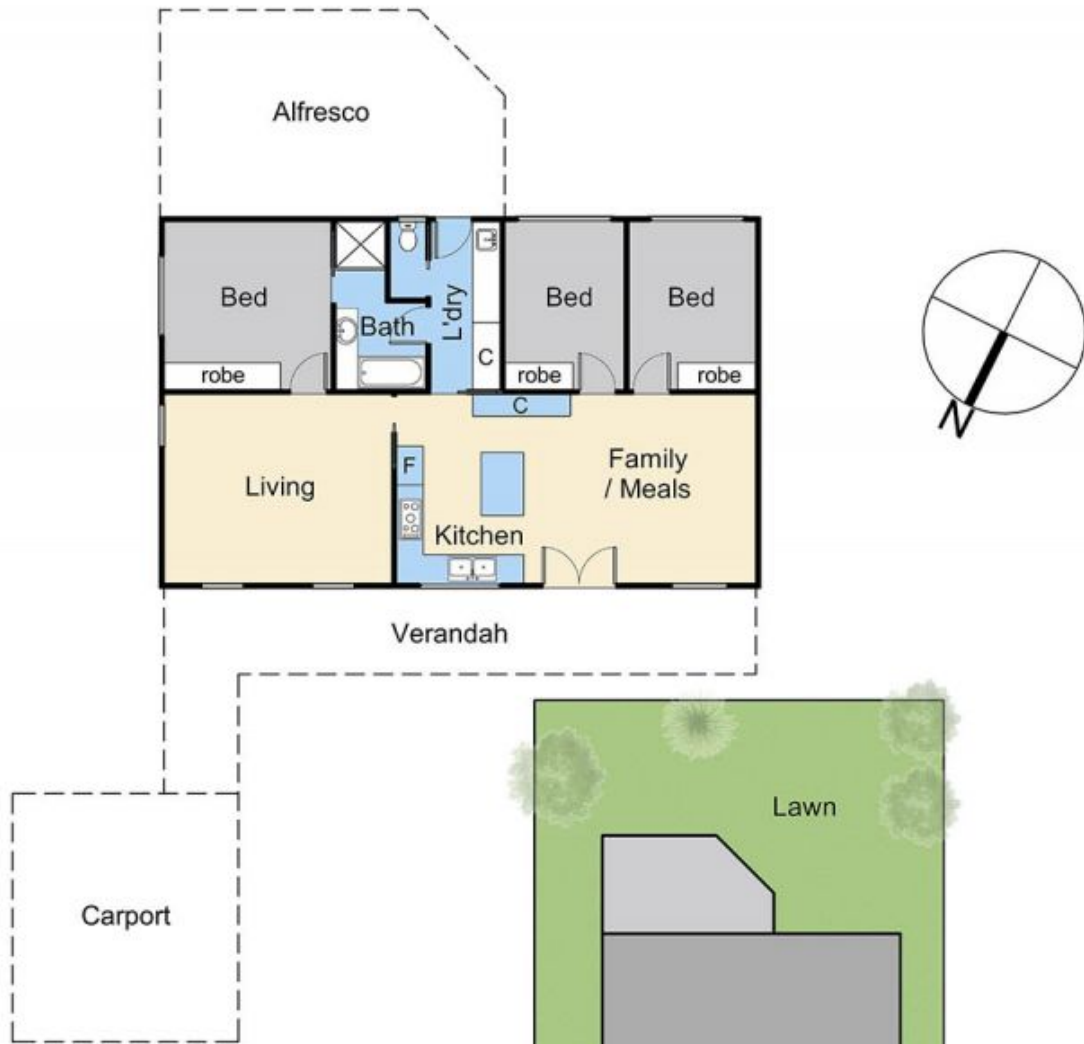 Alfresco
Bed
Bath
L'dry
Bed
Bed
robe
C
robe
robe
C
Living
F
Family
/ Meals
Kitchen
N
Verandah
Lawn
Carport